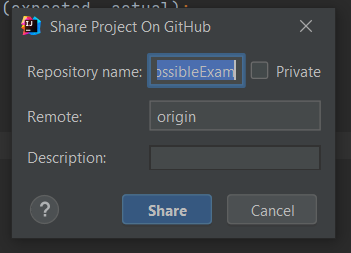 (expected, actual);
Share Project On GitHub
Repository name: ossibleExam Private
Remote: origin
Description:
? Share Cancel